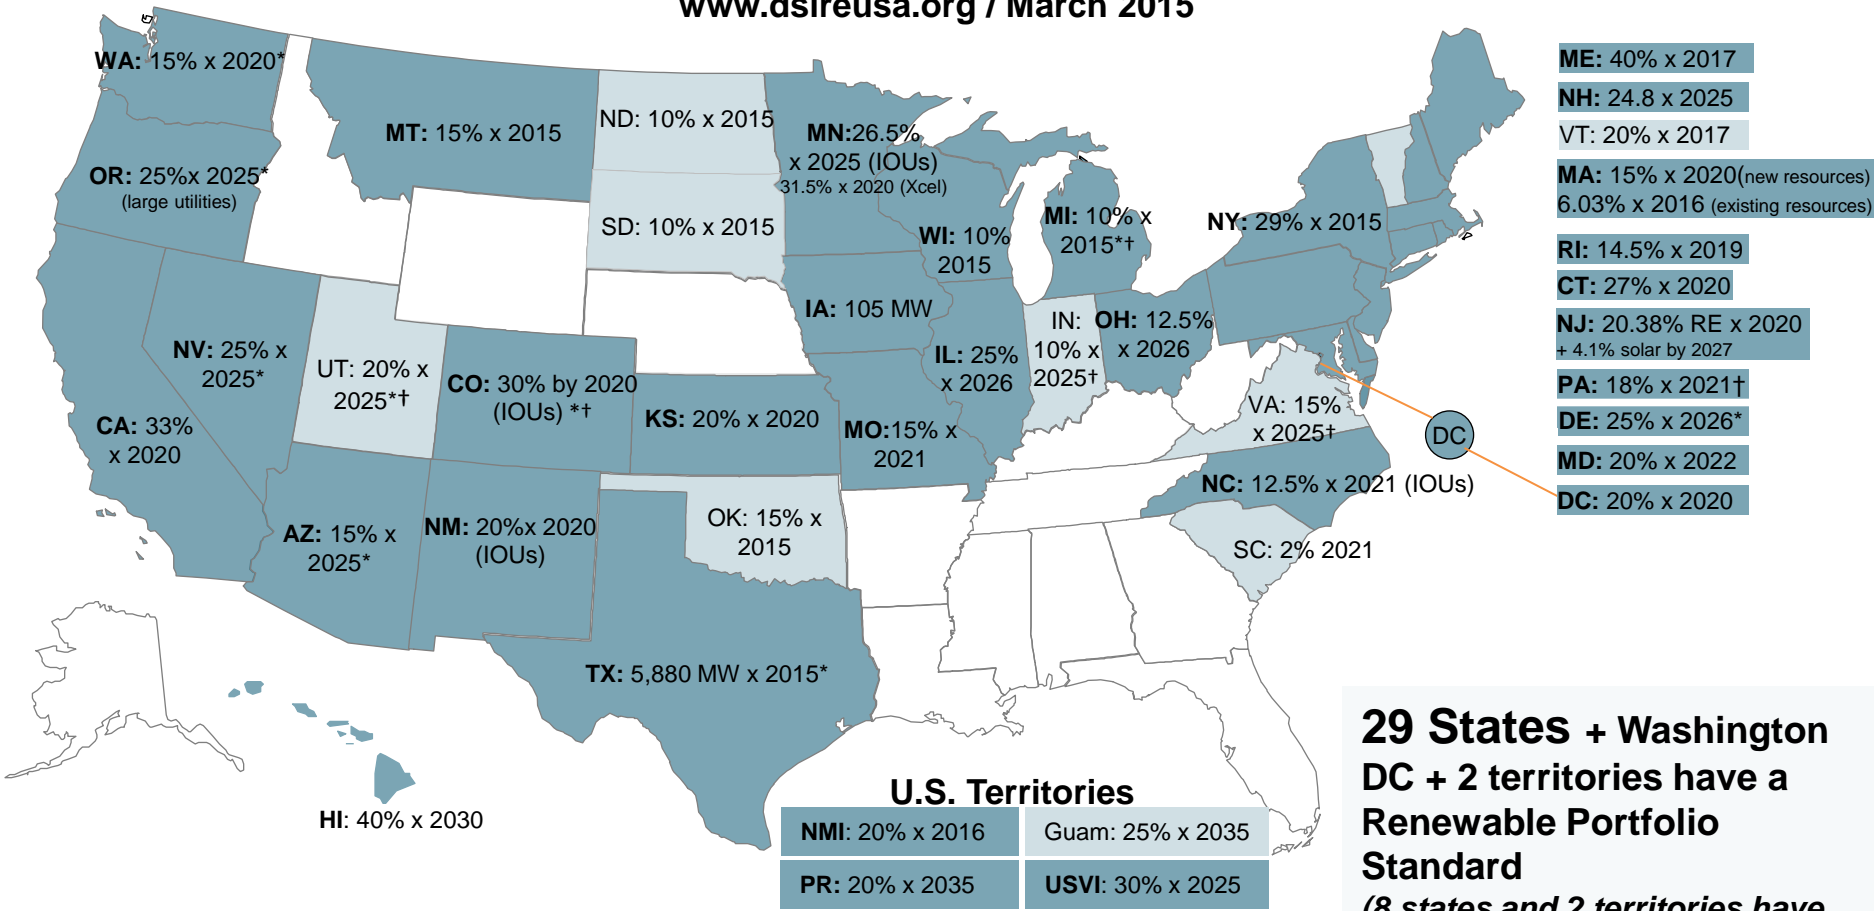 www.dsireusa.org / March 2015
WA: 15% x 2020*
MT: 15% x 2015
ND: 10% x 2015
MN:26.5%
x 2025 (IOUs)
31.5% x 2020 (Xcel)
OR: 25%x 2025*
(large utilities)
SD: 10% x 2015
WI: 10%
2015
MI: 10% x
2015*†
NY: 29% x 2015
IA: 105 MW
NV: 25% x
2025*
UT: 20% x
2025*†
CO: 30% by 2020
(IOUs) *†
KS: 20% x 2020
MO:15% x
2021
IL: 25%
x 2026
IN:
10% x
2025†
OH: 12.5%
x 2026
CA: 33%
x 2020
VA: 15%
x 2025†
DC
AZ: 15% x
2025*
NM: 20%x 2020
(IOUs)
OK: 15% x
2015
NC: 12.5% x 2021 (IOUs)
SC: 2% 2021
TX: 5,880 MW x 2015*
HI: 40% x 2030
ME: 40% x 2017
NH: 24.8 x 2025
VT: 20% x 2017
MA: 15% x 2020(new resources)
6.03% x 2016 (existing resources)
RI: 14.5% x 2019
CT: 27% x 2020
NJ: 20.38% RE x 2020
+ 4.1% solar by 2027
PA: 18% x 2021†
DE: 25% x 2026*
MD: 20% x 2022
DC: 20% x 2020
U.S. Territories
NMI: 20% x 2016
Guam: 25% x 2035
PR: 20% x 2035
USVI: 30% x 2025
29 States + Washington
DC + 2 territories have a
Renewable Portfolio
Standard
(8 states and 2 territories have